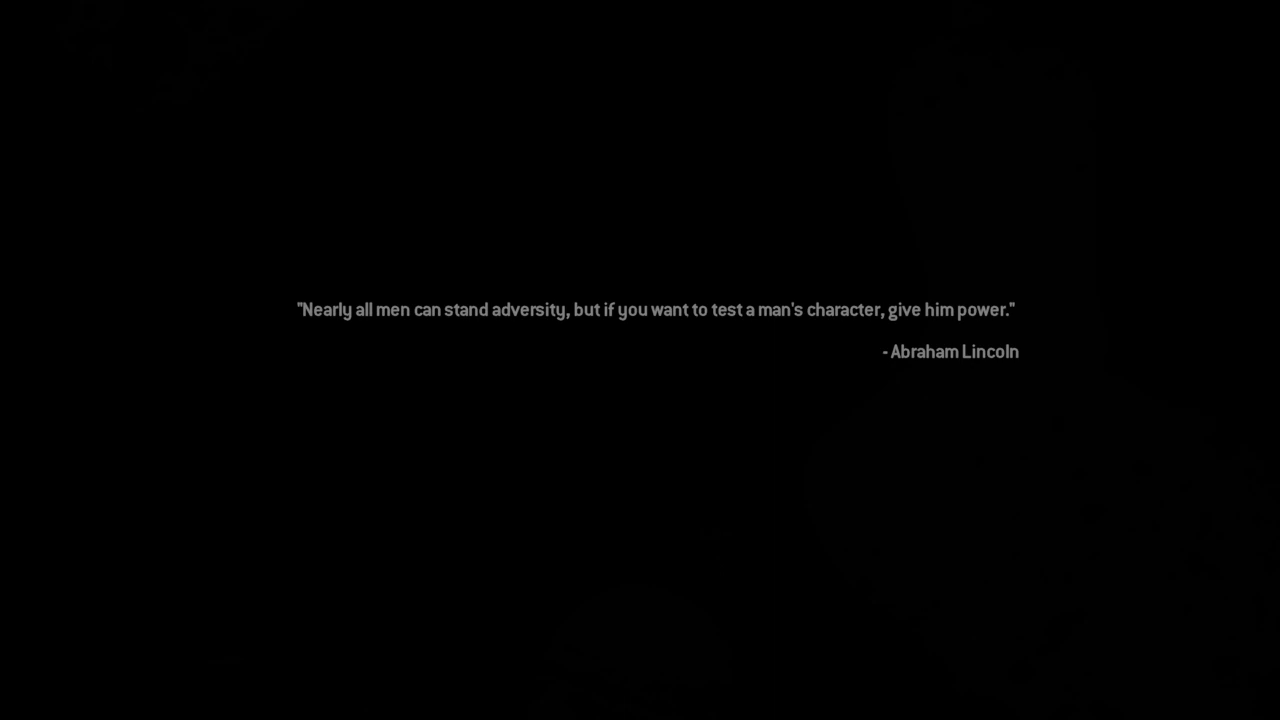 "Nearly all men can stand adversity, but if you want to test a man's character, give him power."
- Abraham Lincoln